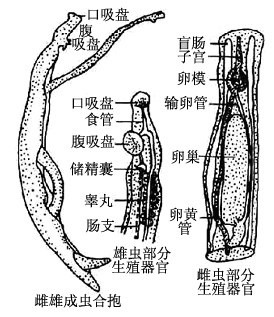 口吸盘
腹
吸盘
口吸盘
食管
腹吸盘
储精囊
睾丸
肠支
盲肠
子宫
卵模
输卵管
卵巢
卵黄
管
雌雄成虫合抱
雄虫部分
生殖器官
雌虫部分
生殖器官